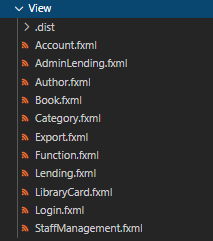 View
.dist
Account.fxml
AdminLending.fxml
Author.fxml
Book.fxml
Category.fxml
Export.fxml
Function.fxml
Lending.fxml
LibraryCard.fxml
Login.fxml
StaffManagement.fxml